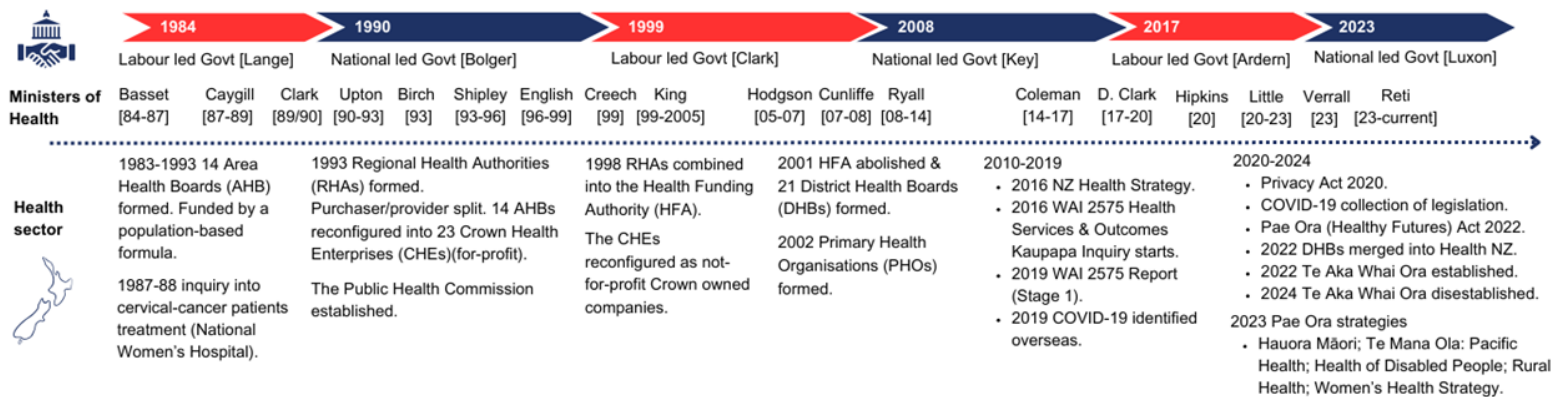 1984
1990
1999
2008
2017
2023
Labour led Govt [Lange]
National led Govt [Bolger]
Labour led Govt [Clark]
National led Govt [Key]
Labour led Govt [Ardern]
National led Govt [Luxon]
Ministers of
Health
Basset
[84-87]
Caygill
[87-89]
Clark
[89/90]
Upton
[90-93]
Birch
[93]
Shipley
[93-96]
English
[96-99]
Creech
[99]
King
[99-2005]
Hodgson
[05-07]
Cunliffe
[07-08]
Ryall
[08-14]
Coleman
[14-17]
D. Clark
[17-20]
Hipkins
[20]
Little
[20-23]
Verrall
[23]
Reti
[23-current]
Health
sector
1983-1993 14 Area
Health Boards (AHB)
formed. Funded by a
population-based
formula.
1987-88 inquiry into
cervical-cancer patients
treatment (National
Women's Hospital).
1993 Regional Health Authorities
(RHAs) formed.
Purchaser/provider split. 14 AHBs
reconfigured into 23 Crown Health
Enterprises (CHEs)(for-profit).
The Public Health Commission
established.
1998 RHAs combined
into the Health Funding
Authority (HFA).
The CHEs
reconfigured as not-
for-profit Crown owned
companies.
2001 HFA abolished &
21 District Health Boards
(DHBs) formed.
2002 Primary Health
Organisations (PHOs)
formed.
2010-2019
• 2016 NZ Health Strategy.
• 2016 WAI 2575 Health
Services & Outcomes
Kaupapa Inquiry starts.
• 2019 WAI 2575 Report
(Stage 1).
• 2019 COVID-19 identified
overseas.
2020-2024
• Privacy Act 2020.
• COVID-19 collection of legislation.
• Pae Ora (Healthy Futures) Act 2022.
• 2022 DHBs merged into Health NZ.
• 2022 Te Aka Whai Ora established.
• 2024 Te Aka Whai Ora disestablished.
2023 Pae Ora strategies
• Hauora Māori; Te Mana Ola: Pacific
Health; Health of Disabled People; Rural
Health; Women's Health Strategy.